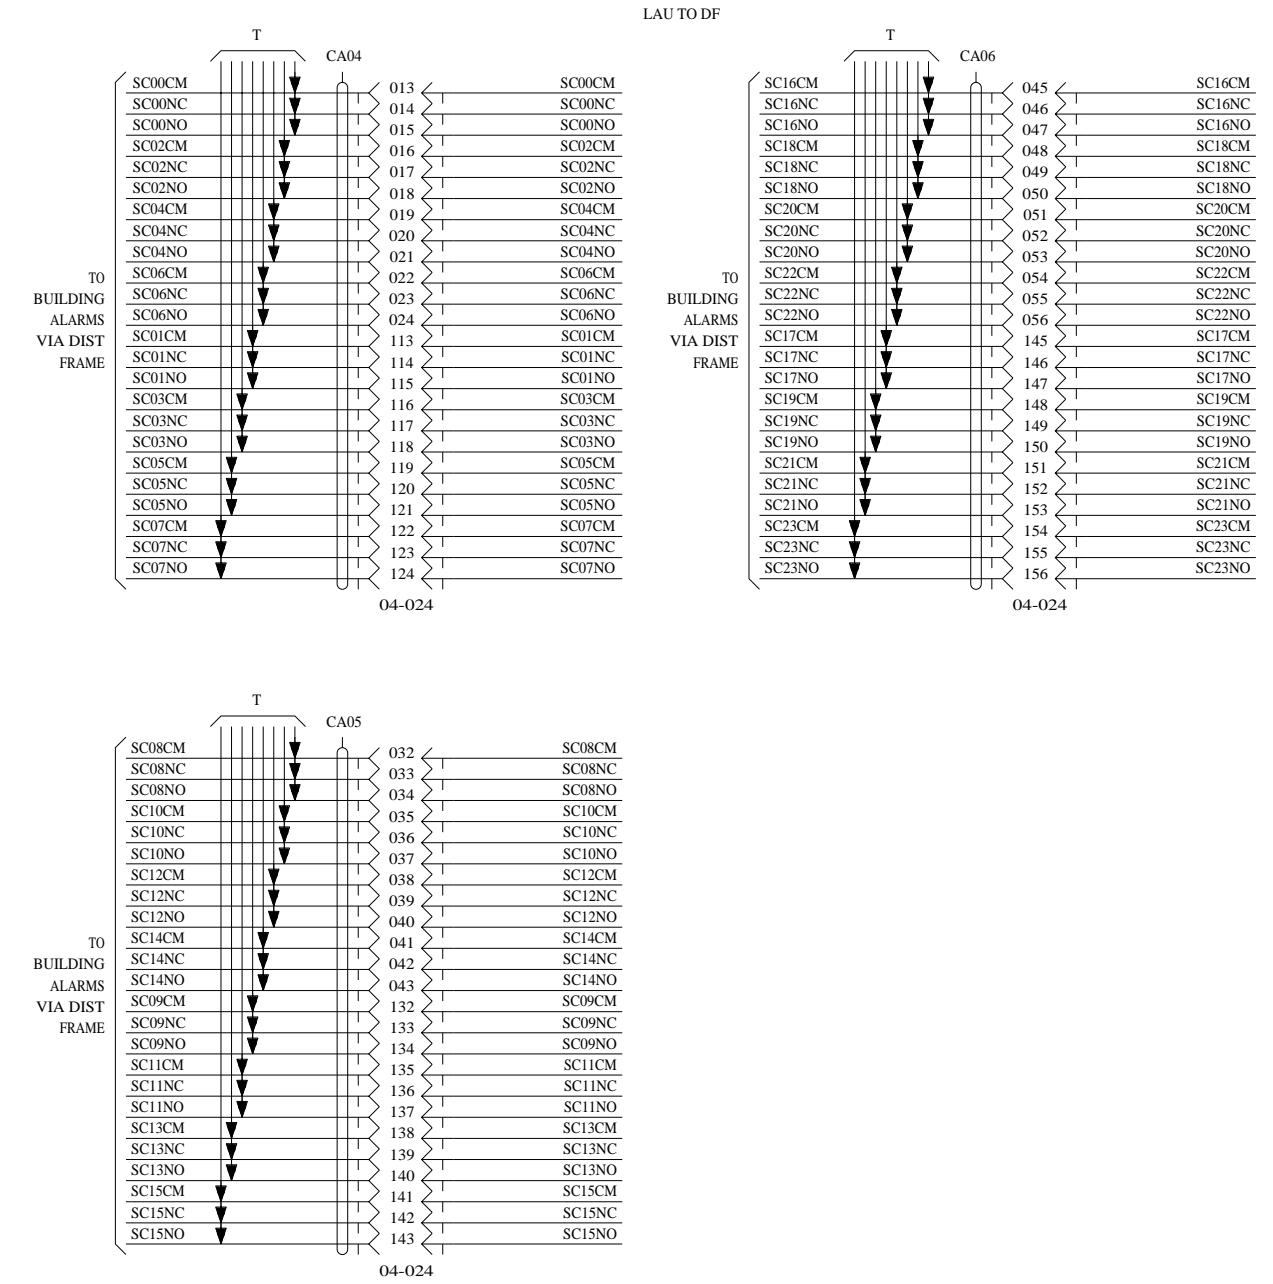 LAU TO DF
T
CA04
SC00CM 013 SC00CM
SC00NC 014 SC00NC
SC00NO 015 SC00NO
SC02CM 016 SC02CM
SC02NC 017 SC02NC
SC02NO 018 SC02NO
SC04CM 019 SC04CM
SC04NC 020 SC04NC
SC04NO 021 SC04NO
SC06CM 022 SC06CM
SC06NC 023 SC06NC
SC06NO 024 SC06NO
SC01CM 113 SC01CM
SC01NC 114 SC01NC
SC01NO 115 SC01NO
SC03CM 116 SC03CM
SC03NC 117 SC03NC
SC03NO 118 SC03NO
SC05CM 119 SC05CM
SC05NC 120 SC05NC
SC05NO 121 SC05NO
SC07CM 122 SC07CM
SC07NC 123 SC07NC
SC07NO 124 SC07NO
TO
BUILDING
ALARMS
VIA DIST
FRAME
04-024
T
CA06
SC16CM 045 SC16CM
SC16NC 046 SC16NC
SC16NO 047 SC16NO
SC18CM 048 SC18CM
SC18NC 049 SC18NC
SC18NO 050 SC18NO
SC20CM 051 SC20CM
SC20NC 052 SC20NC
SC20NO 053 SC20NO
SC22CM 054 SC22CM
SC22NC 055 SC22NC
SC22NO 056 SC22NO
SC17CM 145 SC17CM
SC17NC 146 SC17NC
SC17NO 147 SC17NO
SC19CM 148 SC19CM
SC19NC 149 SC19NC
SC19NO 150 SC19NO
SC21CM 151 SC21CM
SC21NC 152 SC21NC
SC21NO 153 SC21NO
SC23CM 154 SC23CM
SC23NC 155 SC23NC
SC23NO 156 SC23NO
TO
BUILDING
ALARMS
VIA DIST
FRAME
04-024
T
CA05
SC08CM 032 SC08CM
SC08NC 033 SC08NC
SC08NO 034 SC08NO
SC10CM 035 SC10CM
SC10NC 036 SC10NC
SC10NO 037 SC10NO
SC12CM 038 SC12CM
SC12NC 039 SC12NC
SC12NO 040 SC12NO
SC14CM 041 SC14CM
SC14NC 042 SC14NC
SC14NO 043 SC14NO
SC09CM 132 SC09CM
SC09NC 133 SC09NC
SC09NO 134 SC09NO
SC11CM 135 SC11CM
SC11NC 136 SC11NC
SC11NO 137 SC11NO
SC13CM 138 SC13CM
SC13NC 139 SC13NC
SC13NO 140 SC13NO
SC15CM 141 SC15CM
SC15NC 142 SC15NC
SC15NO 143 SC15NO
TO
BUILDING
ALARMS
VIA DIST
FRAME
04-024